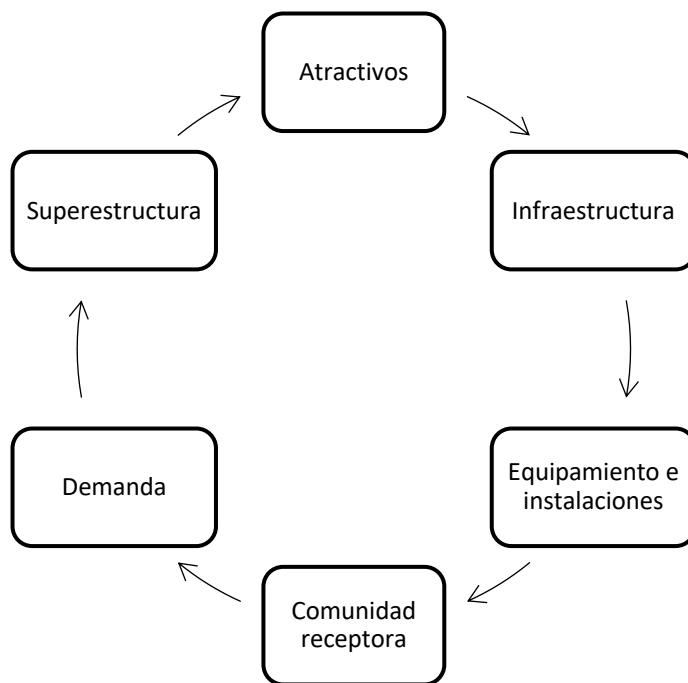 Atractivos
Infraestructura
Equipamiento e
instalaciones
Comunidad
receptora
Demanda
Superestructura